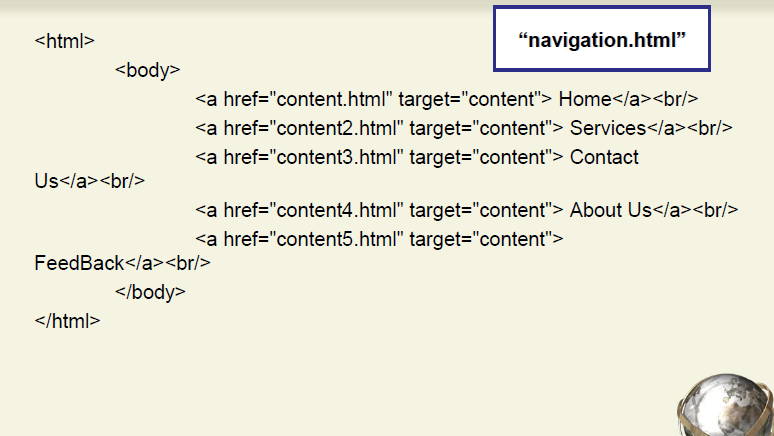 “navigation.html”
<html>
<body>
<a href="content.html" target="content"> Home</a><br/>
<a href="content2.html" target="content"> Services</a><br/>
<a href="content3.html" target="content"> Contact
Us</a><br/>
<a href="content4.html" target="content"> About Us</a><br/>
<a href="content5.html" target="content">
FeedBack</a><br/>
</body>
</html>